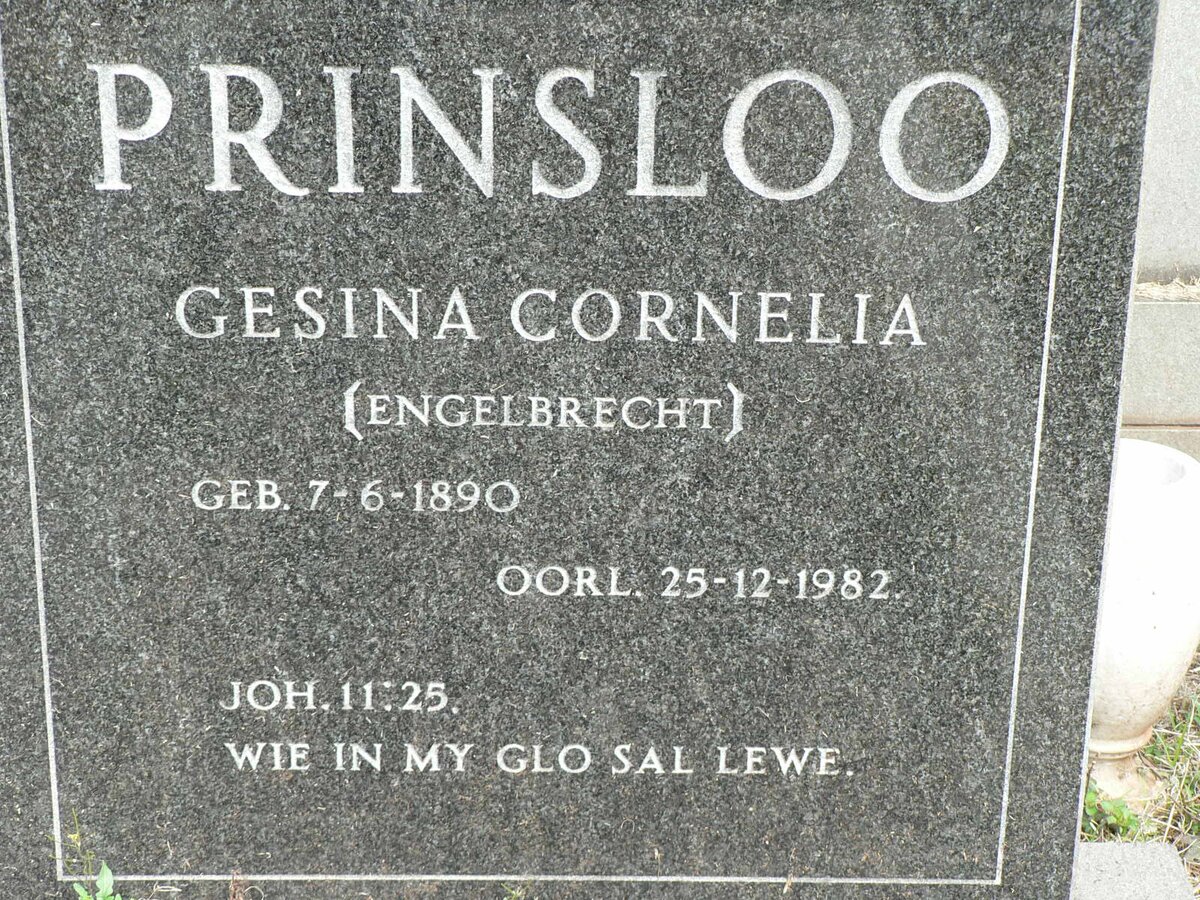 PRINSLOO
GESINA CORNELIA
(ENGELBRECHT)
GEB. 7-6-1890
OORL. 25-12-1982.
JOH. 11:25.
WIE IN MY GLO SAL LEWE.